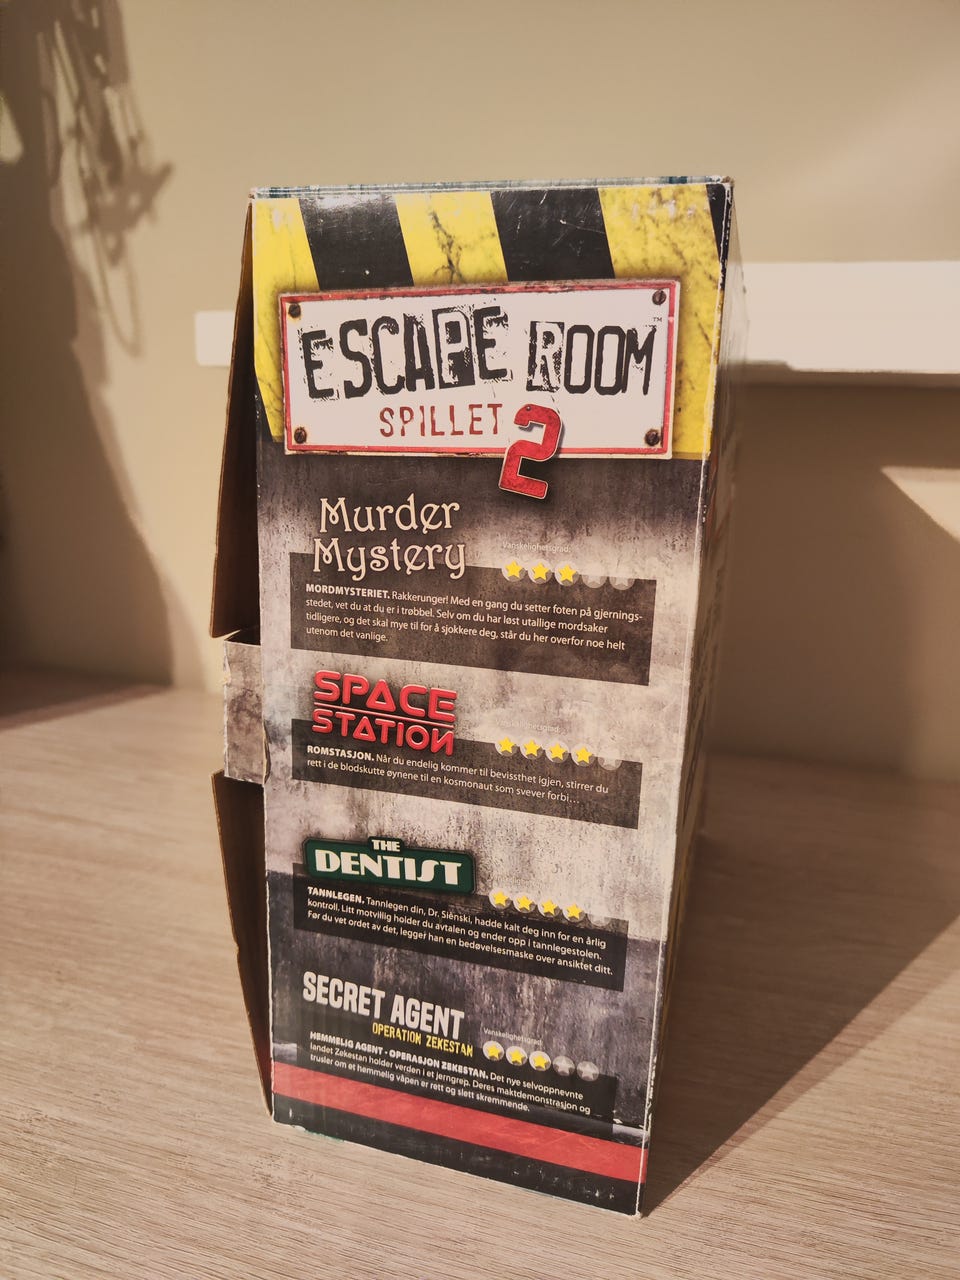 ESCAPE ROOM™
SPILLET 2
Murder
Mystery
Vanskelighetsgrad:
MORDMYSTERIET. Rakkerunger! Med en gang du setter foten på gjernings-
stedet, vet du at du er i trøbbel. Selv om du har løst utallige mordsaker
tidligere, og det skal mye til for å sjokkere deg, står du her overfor noe helt
utenom det vanlige.
SPACE
STATION
Vanskelighetsgrad:
ROMSTASJON. Når du endelig kommer til bevissthet igjen, stirrer du
rett i de blodskutte øynene til en kosmonaut som svever forbi...
THE
DENTIST
TANNLEGEN. Tannlegen din, Dr. Siênski, hadde kalt deg inn for en årlig
kontroll. Litt motvillig holder du avtalen og ender opp i tannlegestolen.
Før du vet ordet av det, legger han en bedøvelsesmaske over ansiktet ditt.
SECRET AGENT
OPERATION ZEKESTAN
Vanskelighetsgrad:
HEMMELIG AGENT - OPERASJON ZEKESTAN. Det nye selvoppnevnte
landet Zekestan holder verden i et jerngrep. Deres maktdemonstrasjon og
trusler om et hemmelig våpen er rett og slett skremmende.